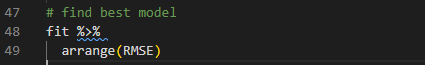 47 # find best model
48 fit %>%
49   arrange(RMSE)